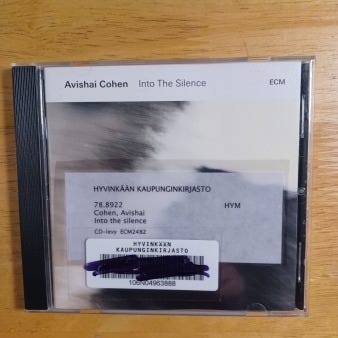 Avishai Cohen Into The Silence ECM
HYVINKÄÄN KAUPUNGINKIRJASTO
78.8922 HYM
Cohen, Avishai
Into the silence
CD-levy ECM2482
HYVINKÄÄN
KAUPUNGINKIRJASTO
106N04963888